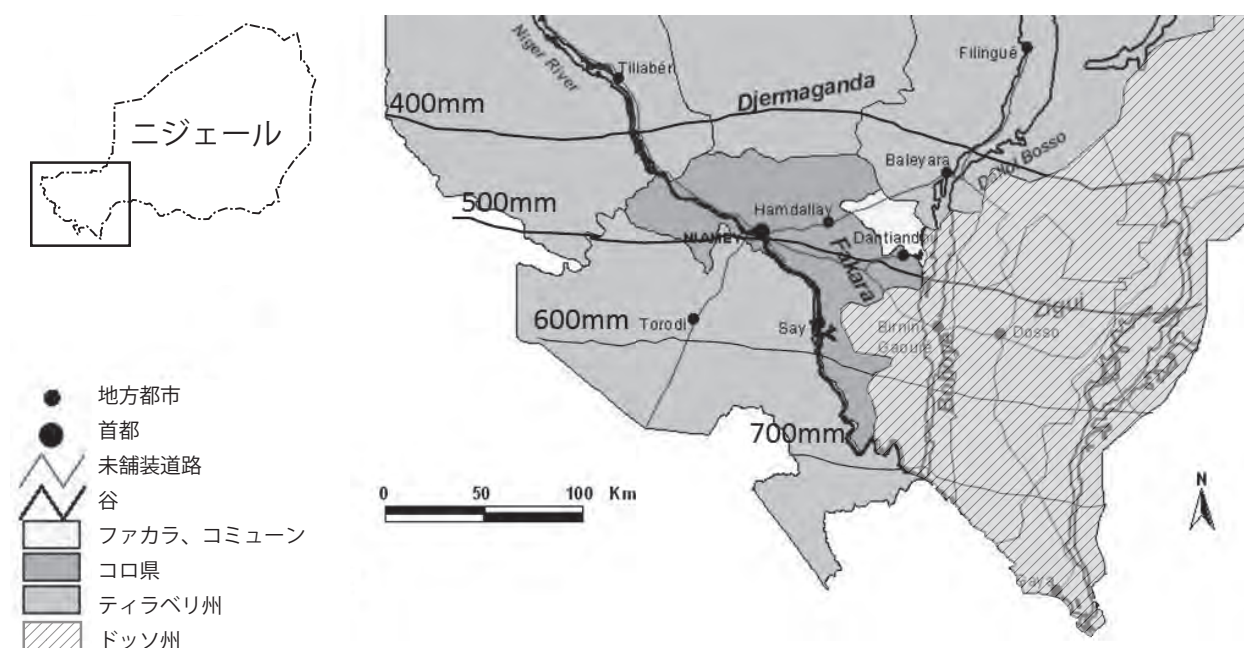 ニジェール
地方都市
首都
未舗装道路
谷
ファカラ、コミューン
コロ県
ティラベリ州
ドッソ州
Niger River
Tillabér
Filingué
400mm
Djermaganda
Baleyara
Bosso
500mm
Hamdallay
NIAMEY
Dantiandou
Fakara
600mm
Torodi
Say
Birnin
Gaouré
Zigui
Dosso
Boboye
700mm
Gaya
0 50 100 Km
N